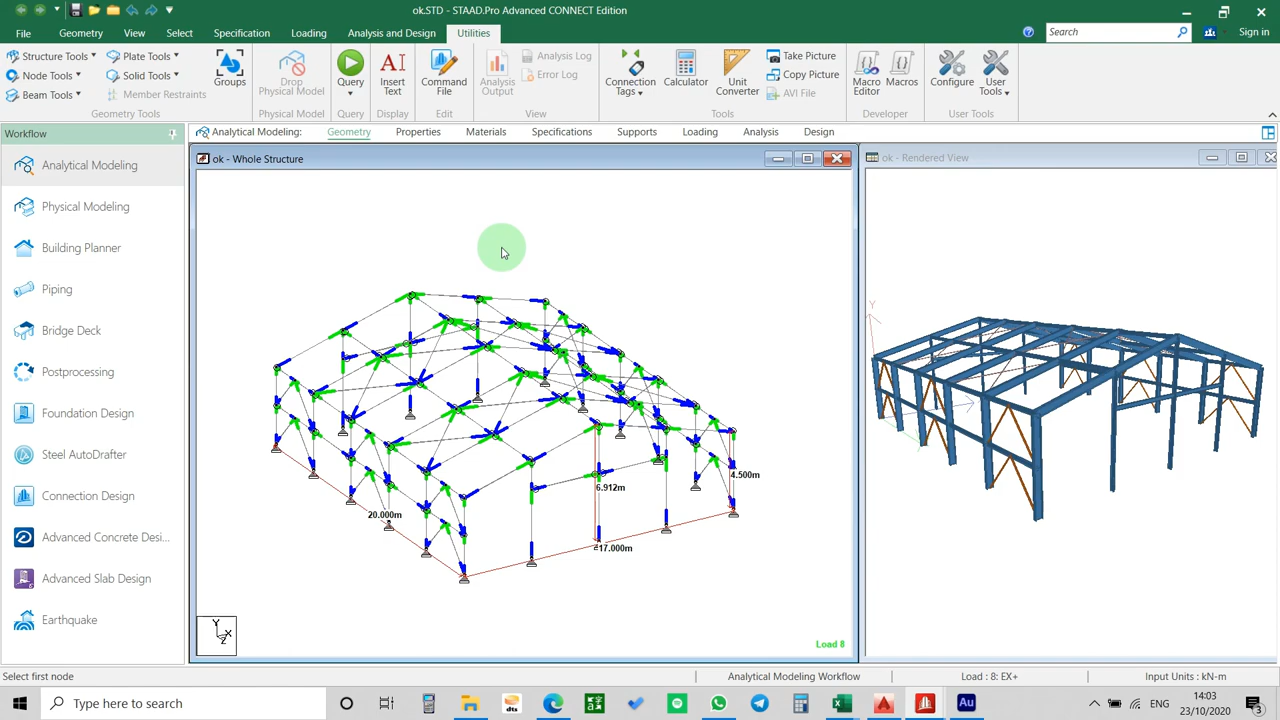 ok.STD - STAAD.Pro Advanced CONNECT Edition
File Geometry View Select Specification Loading Analysis and Design Utilities Search Sign in
Structure Tools Plate Tools
Node Tools Solid Tools
Beam Tools Member Restraints
Groups
Drop Physical Model
Query
Insert Text
Command File
Analysis Output
Analysis Log
Error Log
Connection Tags
Calculator
Unit Converter
Take Picture
Copy Picture
AVI File
Macro Editor
Macros
Configure
User Tools
Geometry Tools Physical Model Query Display Edit View Tools Developer User Tools
Workflow
Analytical Modeling: Geometry Properties Materials Specifications Supports Loading Analysis Design
Analytical Modeling
Physical Modeling
Building Planner
Piping
Bridge Deck
Postprocessing
Foundation Design
Steel AutoDrafter
Connection Design
Advanced Concrete Desi...
Advanced Slab Design
Earthquake
ok - Whole Structure
4.500m
6.912m
20.000m
17.000m
Y
X
Z
Load 8
ok - Rendered View
Y
Select first node
Analytical Modeling Workflow
Load : 8: EX+
Input Units : kN-m
Type here to search
dts
Au
ENG
14:03
23/10/2020
3